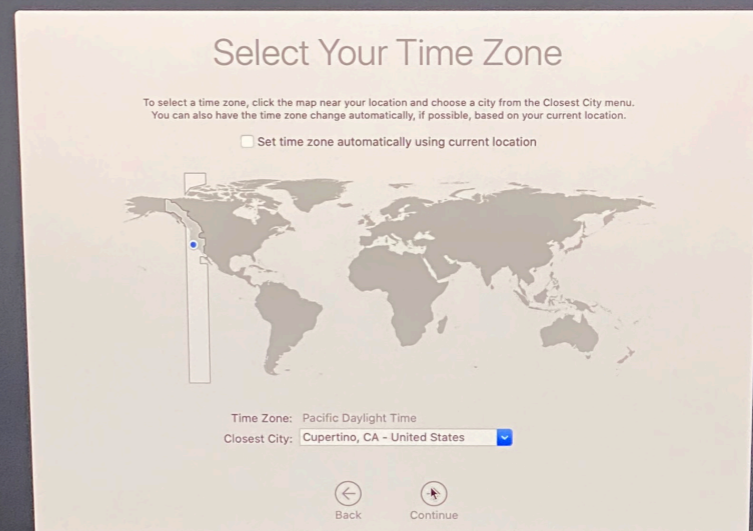 Select Your Time Zone
To select a time zone, click the map near your location and choose a city from the Closest City menu.
You can also have the time zone change automatically, if possible, based on your current location.
Set time zone automatically using current location
Time Zone: Pacific Daylight Time
Closest City: Cupertino, CA - United States
Back Continue